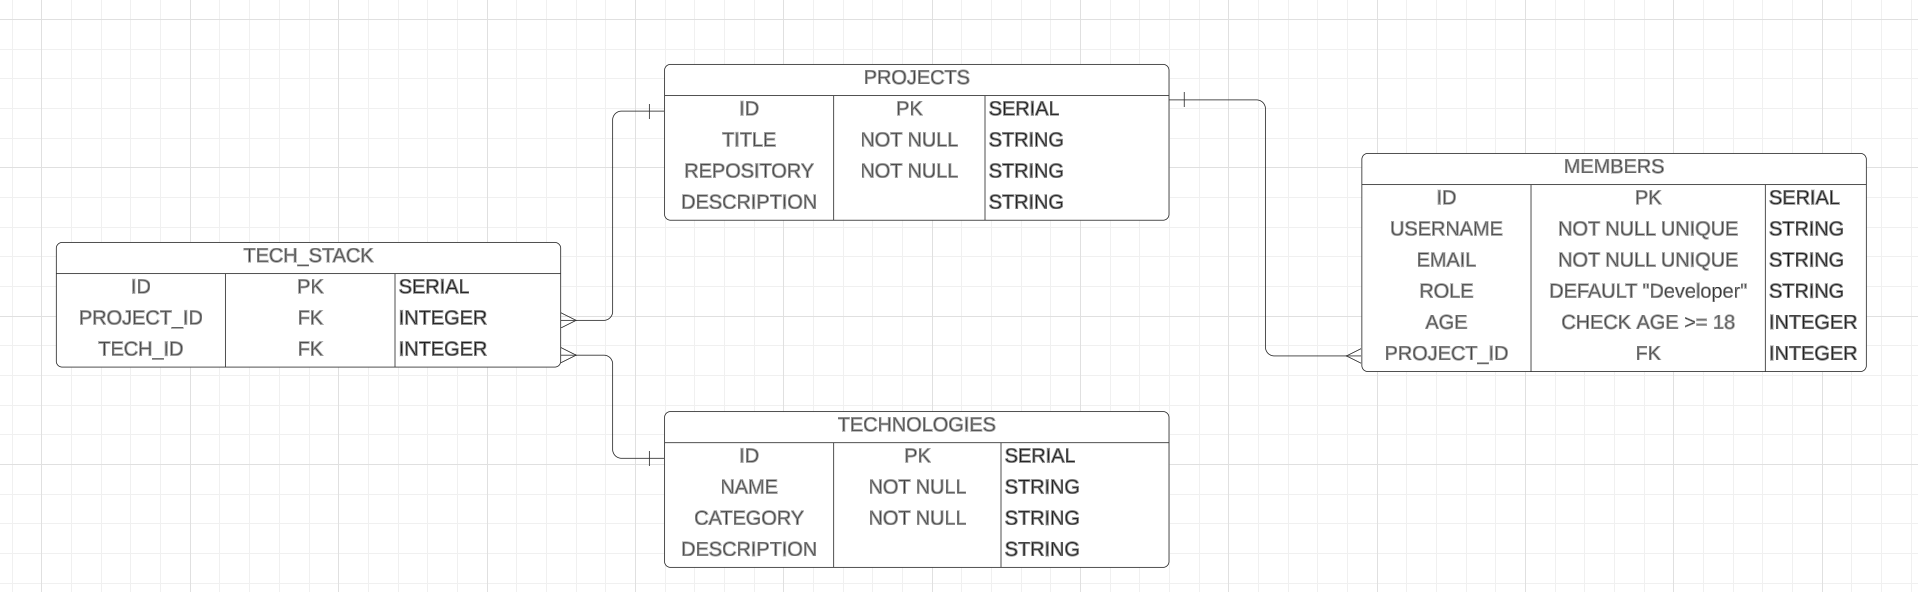 PROJECTS
ID PK SERIAL
TITLE NOT NULL STRING
REPOSITORY NOT NULL STRING
DESCRIPTION STRING
MEMBERS
ID PK SERIAL
USERNAME NOT NULL UNIQUE STRING
EMAIL NOT NULL UNIQUE STRING
ROLE DEFAULT "Developer" STRING
AGE CHECK AGE >= 18 INTEGER
PROJECT_ID FK INTEGER
TECH_STACK
ID PK SERIAL
PROJECT_ID FK INTEGER
TECH_ID FK INTEGER
TECHNOLOGIES
ID PK SERIAL
NAME NOT NULL STRING
CATEGORY NOT NULL STRING
DESCRIPTION STRING